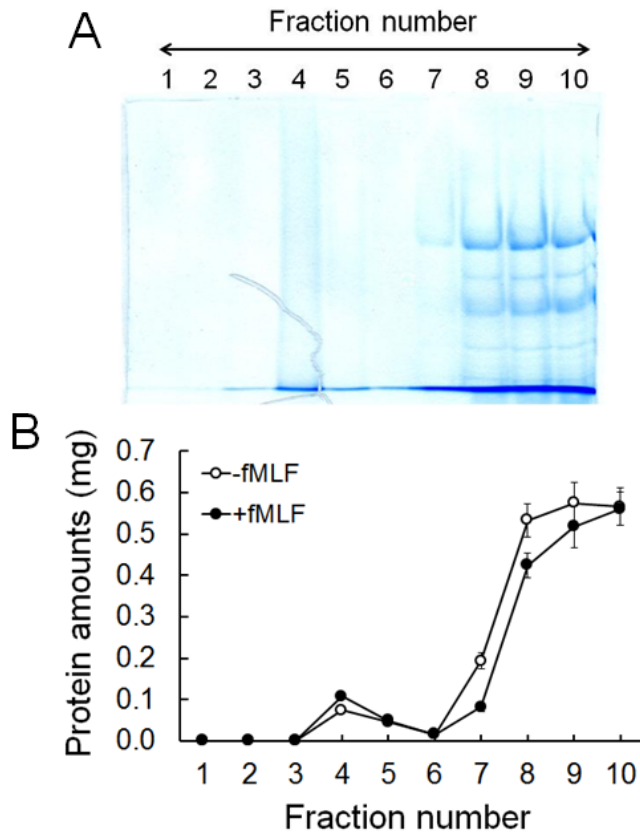 A
Fraction number
1 2 3 4 5 6 7 8 9 10
B
Protein amounts (mg)
0.7
0.6
0.5
0.4
0.3
0.2
0.1
0.0
-fMLF
+fMLF
1 2 3 4 5 6 7 8 9 10
Fraction number